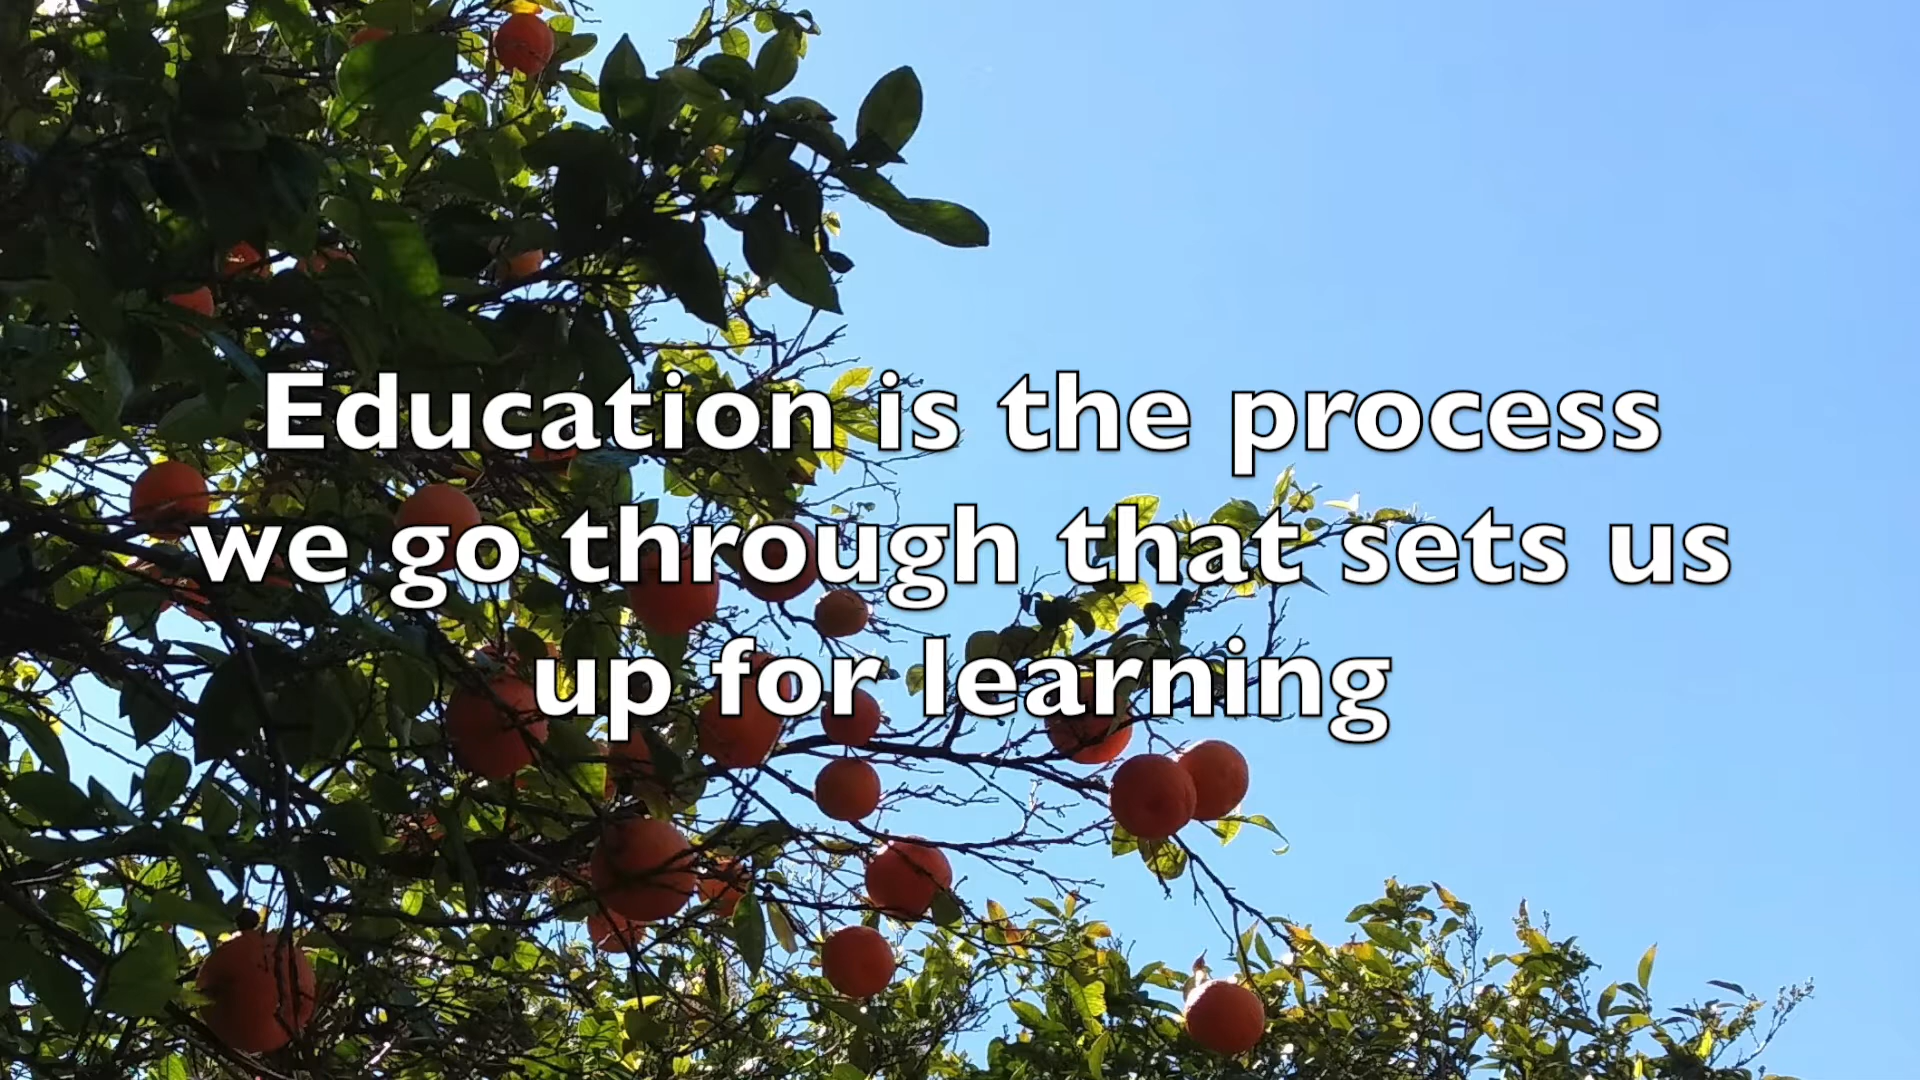 Education is the process
we go through that sets us
up for learning